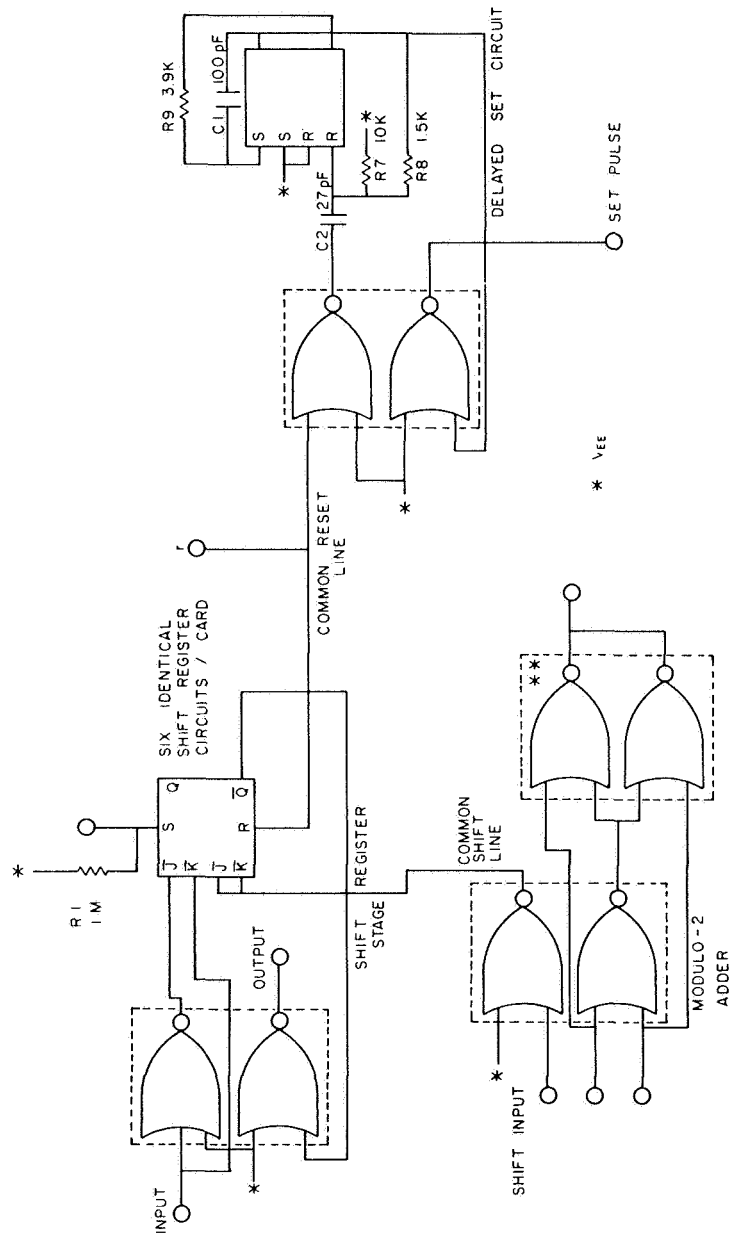 R9 3.9K
C1
100pF
S
S
R
R
*
C2
27pF
*
R7 10K
R8 1.5K
DELAYED SET CIRCUIT
SET PULSE
*
r
COMMON RESET
LINE
* VEE
SIX IDENTICAL
SHIFT REGISTER
CIRCUITS / CARD
*
R1
1M
J̅
S
Q
K̅
J̅
K̅
R
Q̅
INPUT
*
OUTPUT
SHIFT REGISTER
STAGE
COMMON
SHIFT
LINE
SHIFT INPUT
*
**
MODULO-2
ADDER